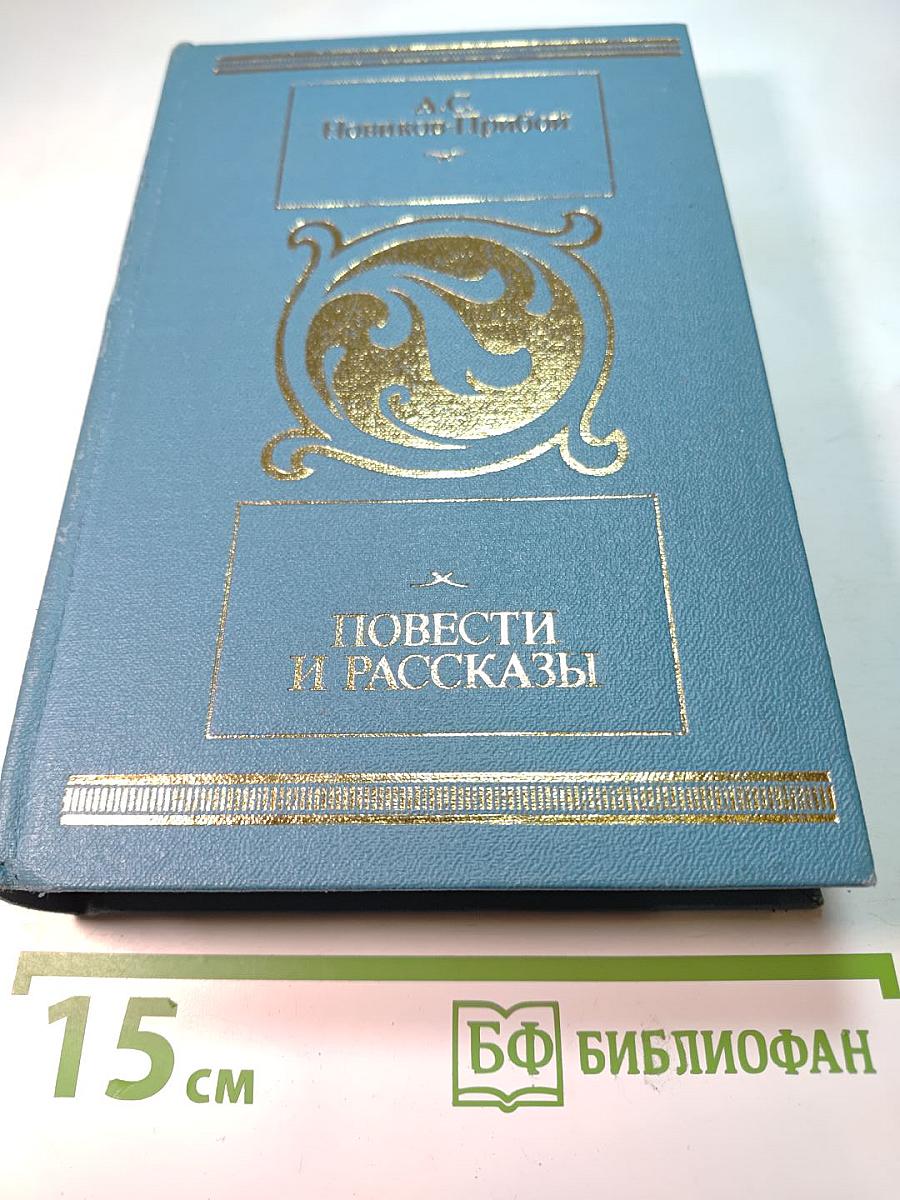 А.С.
Новиков-Прибой
ПОВЕСТИ
И РАССКАЗЫ
15 см
БФ БИБЛИОФАН